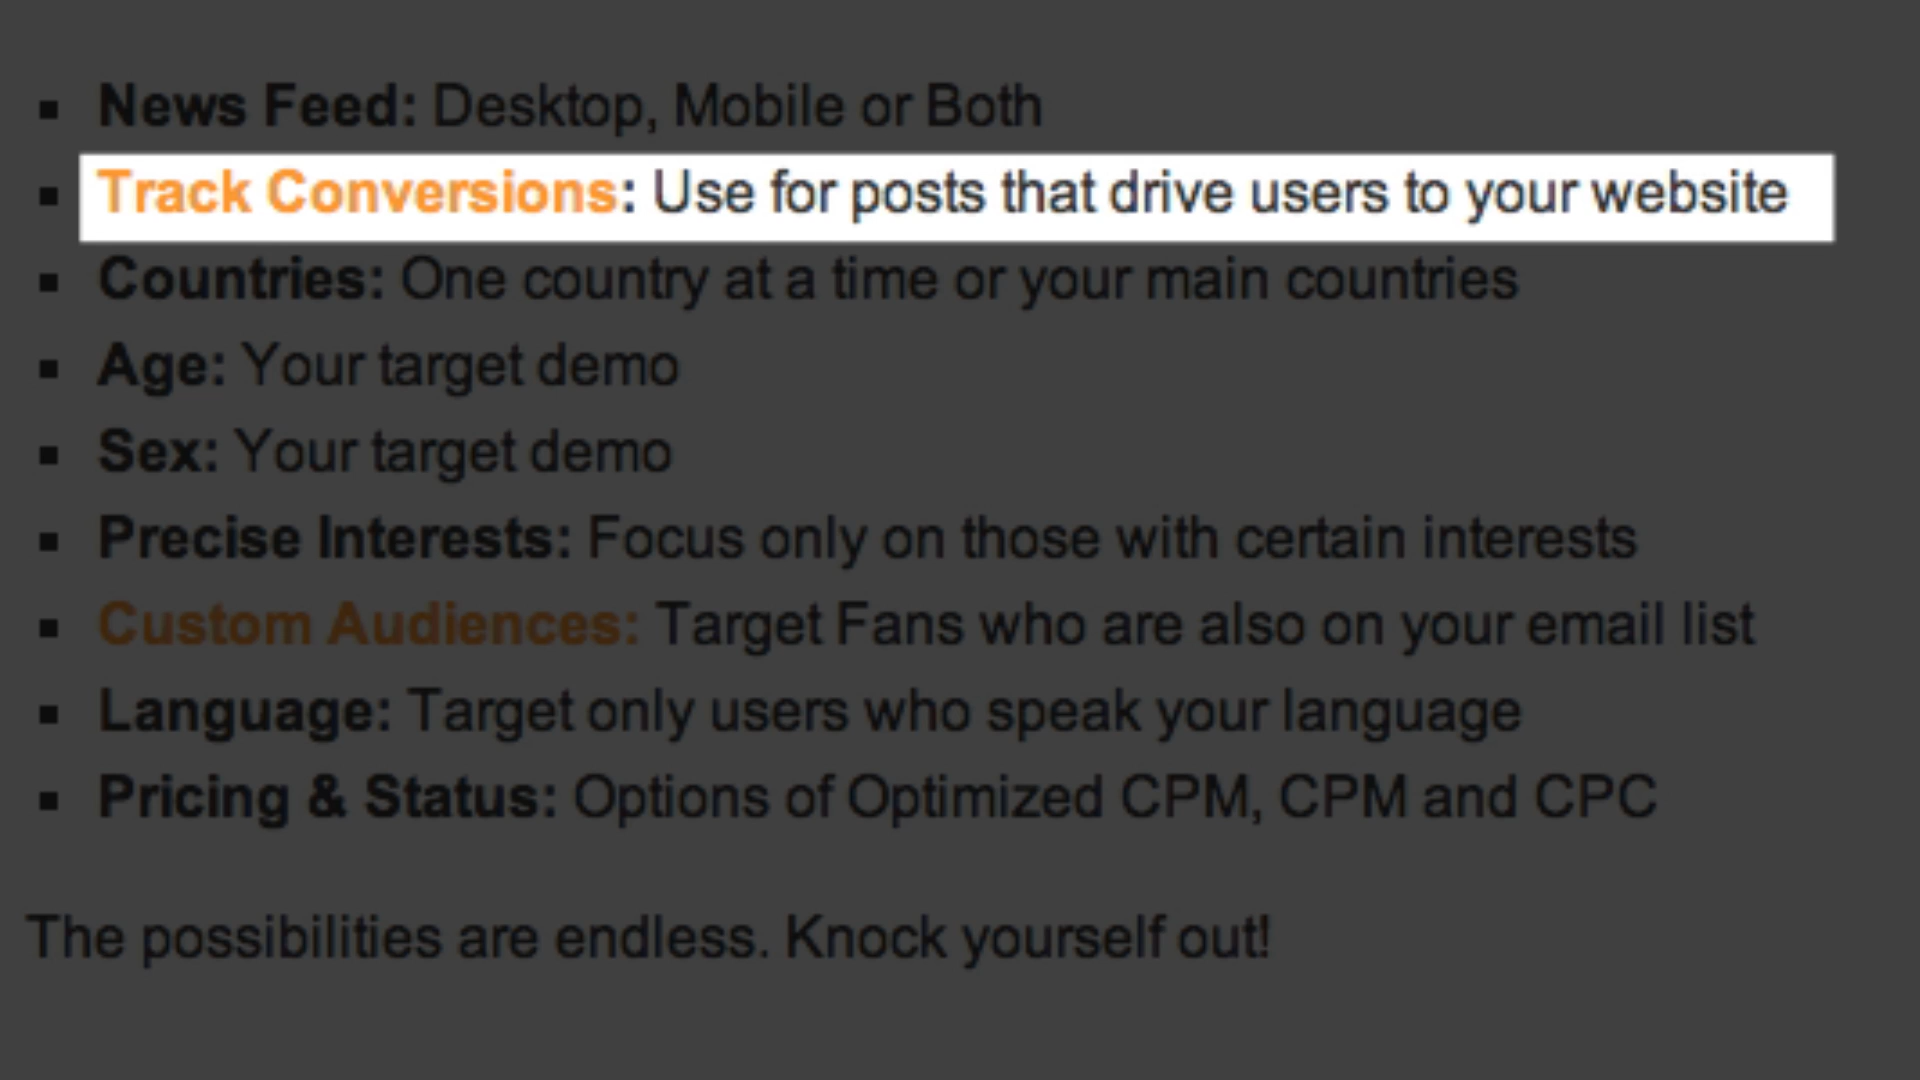 News Feed: Desktop, Mobile or Both
Track Conversions: Use for posts that drive users to your website
Countries: One country at a time or your main countries
Age: Your target demo
Sex: Your target demo
Precise Interests: Focus only on those with certain interests
Custom Audiences: Target Fans who are also on your email list
Language: Target only users who speak your language
Pricing & Status: Options of Optimized CPM, CPM and CPC
The possibilities are endless. Knock yourself out!